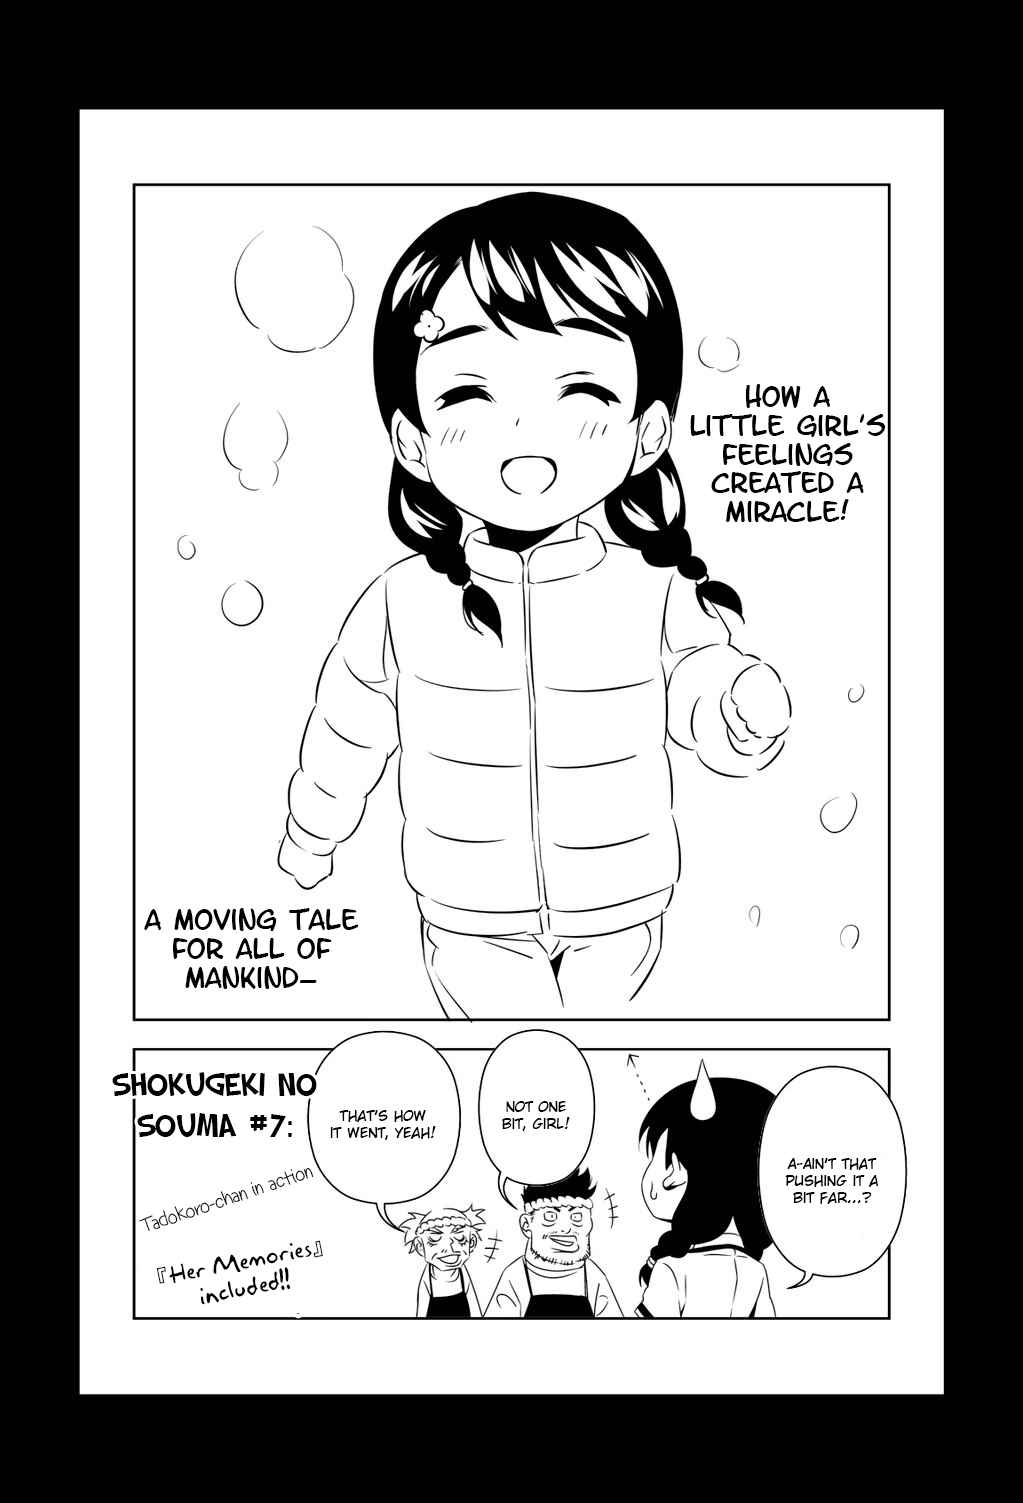 HOW A
LITTLE GIRL'S
FEELINGS
CREATED A
MIRACLE!
A MOVING TALE
FOR ALL OF
MANKIND—
SHOKUGEKI NO
SOUMA #7:
Tadokoro-chan in action
『Her Memories』
included!!
THAT'S HOW
IT WENT, YEAH!
NOT ONE
BIT, GIRL!
A-AIN'T THAT
PUSHING IT A
BIT FAR...?